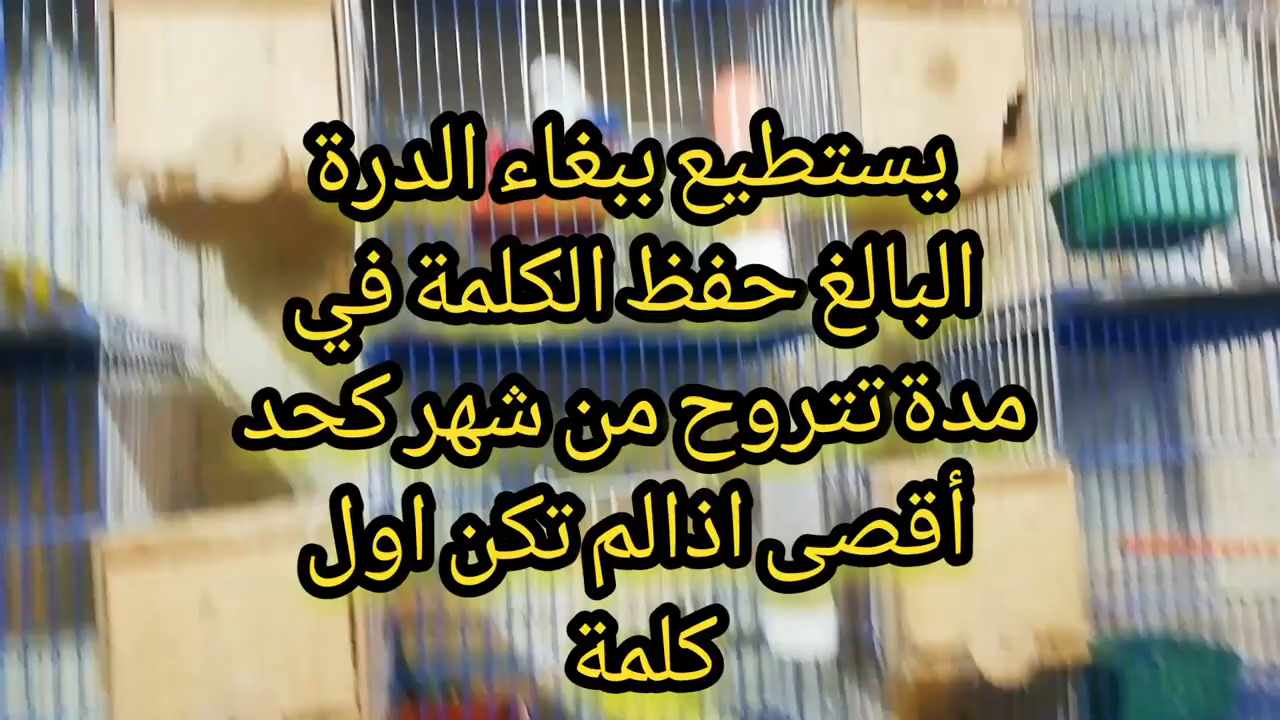 يستطيع ببغاء الدرة
البالغ حفظ الكلمة في
مدة تتروح من شهر كحد
أقصى اذالم تكن اول
كلمة